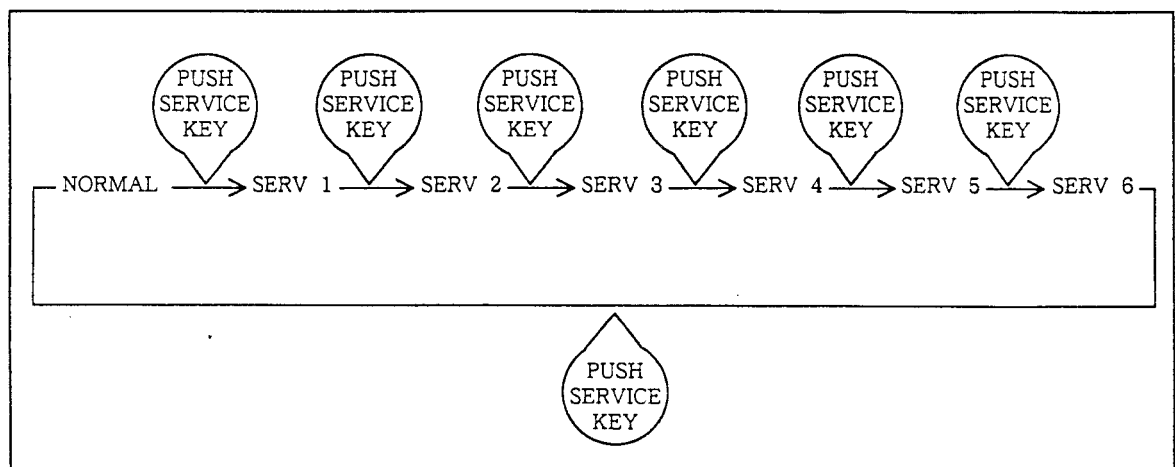 PUSH
SERVICE
KEY
PUSH
SERVICE
KEY
PUSH
SERVICE
KEY
PUSH
SERVICE
KEY
PUSH
SERVICE
KEY
PUSH
SERVICE
KEY
NORMAL SERV 1 SERV 2 SERV 3 SERV 4 SERV 5 SERV 6
PUSH
SERVICE
KEY